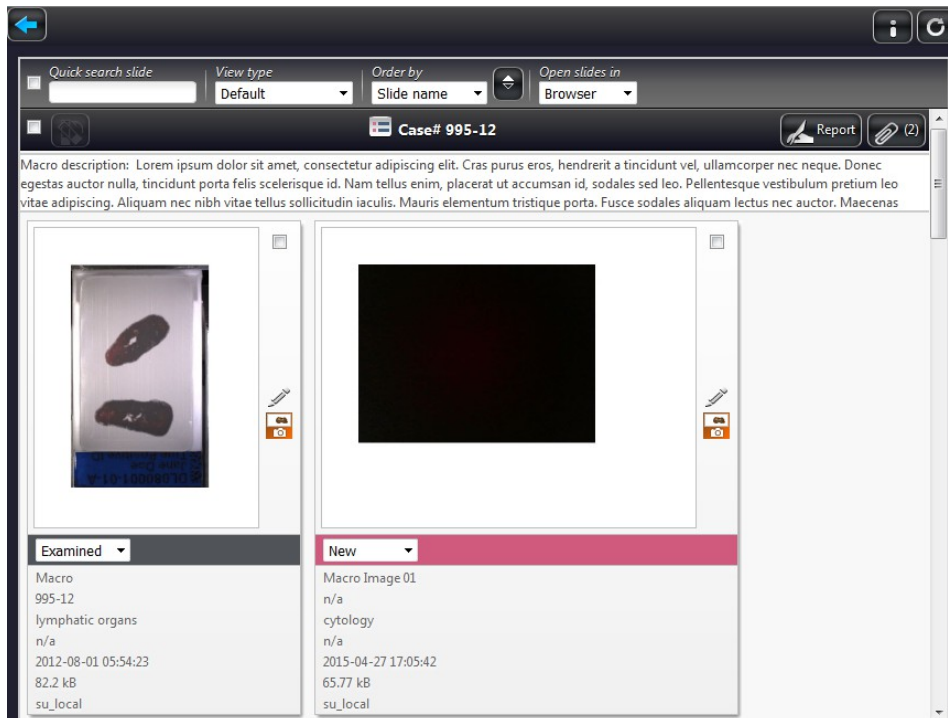 Quick search slide
View type
Order by
Open slides in
Default
Slide name
Browser
Case# 995-12
Report
(2)
Macro description: Lorem ipsum dolor sit amet, consectetur adipiscing elit. Cras purus eros, hendrerit a tincidunt vel, ullamcorper nec neque. Donec
egestas auctor nulla, tincidunt porta felis scelerisque id. Nam tellus enim, placerat ut accumsan id, sodales sed leo. Pellentesque vestibulum pretium leo
vitae adipiscing. Aliquam nec nibh vitae tellus sollicitudin iaculis. Mauris elementum tristique porta. Fusce sodales aliquam lectus nec auctor. Maecenas
Examined
Macro
995-12
lymphatic organs
n/a
2012-08-01 05:54:23
82.2 kB
su_local
New
Macro Image 01
n/a
cytology
n/a
2015-04-27 17:05:42
65.77 kB
su_local